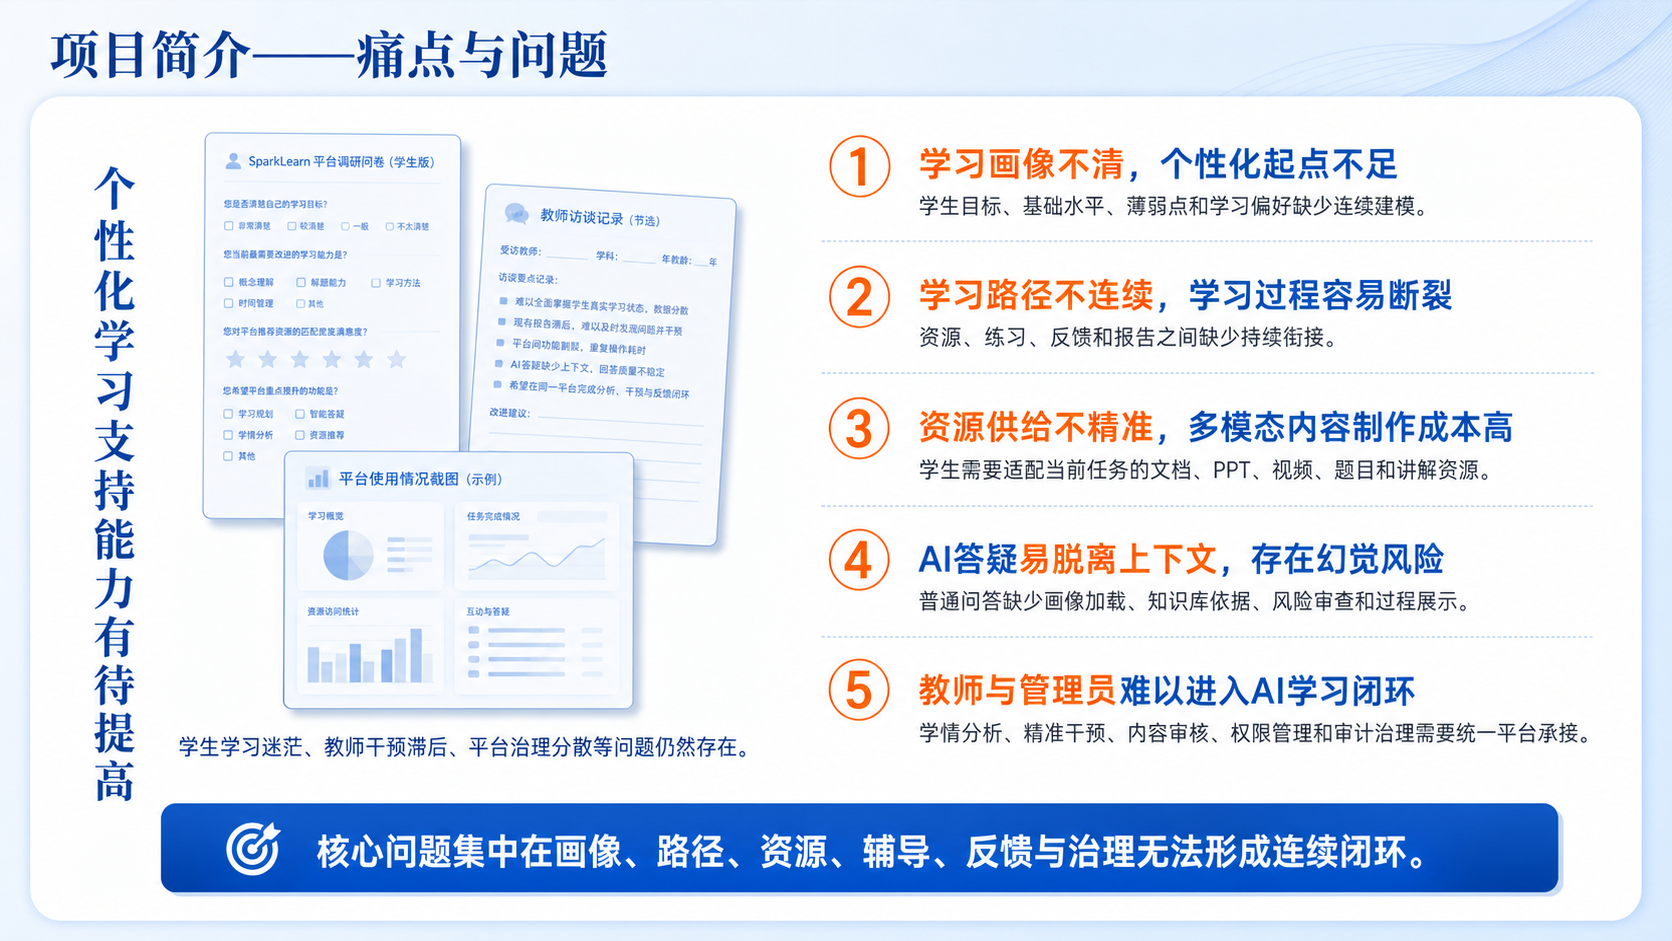 项目简介——痛点与问题
个性化学习支持能力有待提高
SparkLearn 平台调研问卷（学生版）
您是否清楚自己的学习目标？
非常清楚 较清楚 一般 不太清楚
您当前最需要改进的学习能力是？
概念理解 解题能力 学习方法
时间管理 其他
您对平台推荐资源的匹配度满意度？
您希望平台重点提升的功能是？
学习规划 智能答疑
学情分析 资源推荐
其他
教师访谈记录（节选）
受访教师： 学科： 年教龄： 年
访谈要点记录：
难以全面掌握学生真实学习状态，数据分散
现有报告滞后，难以及时发现问题并干预
平台间功能割裂，重复操作耗时
AI答疑缺少上下文，回答质量不稳定
希望在同一平台完成分析、干预与反馈闭环
改进建议：
平台使用情况截图（示例）
学习概览
任务完成情况
资源访问统计
互动与答疑
学生学习迷茫、教师干预滞后、平台治理分散等问题仍然存在。
1
学习画像不清，个性化起点不足
学生目标、基础水平、薄弱点和学习偏好缺少连续建模。
2
学习路径不连续，学习过程容易断裂
资源、练习、反馈和报告之间缺少持续衔接。
3
资源供给不精准，多模态内容制作成本高
学生需要适配当前任务的文档、PPT、视频、题目和讲解资源。
4
AI答疑易脱离上下文，存在幻觉风险
普通问答缺少画像加载、知识库依据、风险审查和过程展示。
5
教师与管理员难以进入AI学习闭环
学情分析、精准干预、内容审核、权限管理和审计治理需要统一平台承接。
核心问题集中在画像、路径、资源、辅导、反馈与治理无法形成连续闭环。